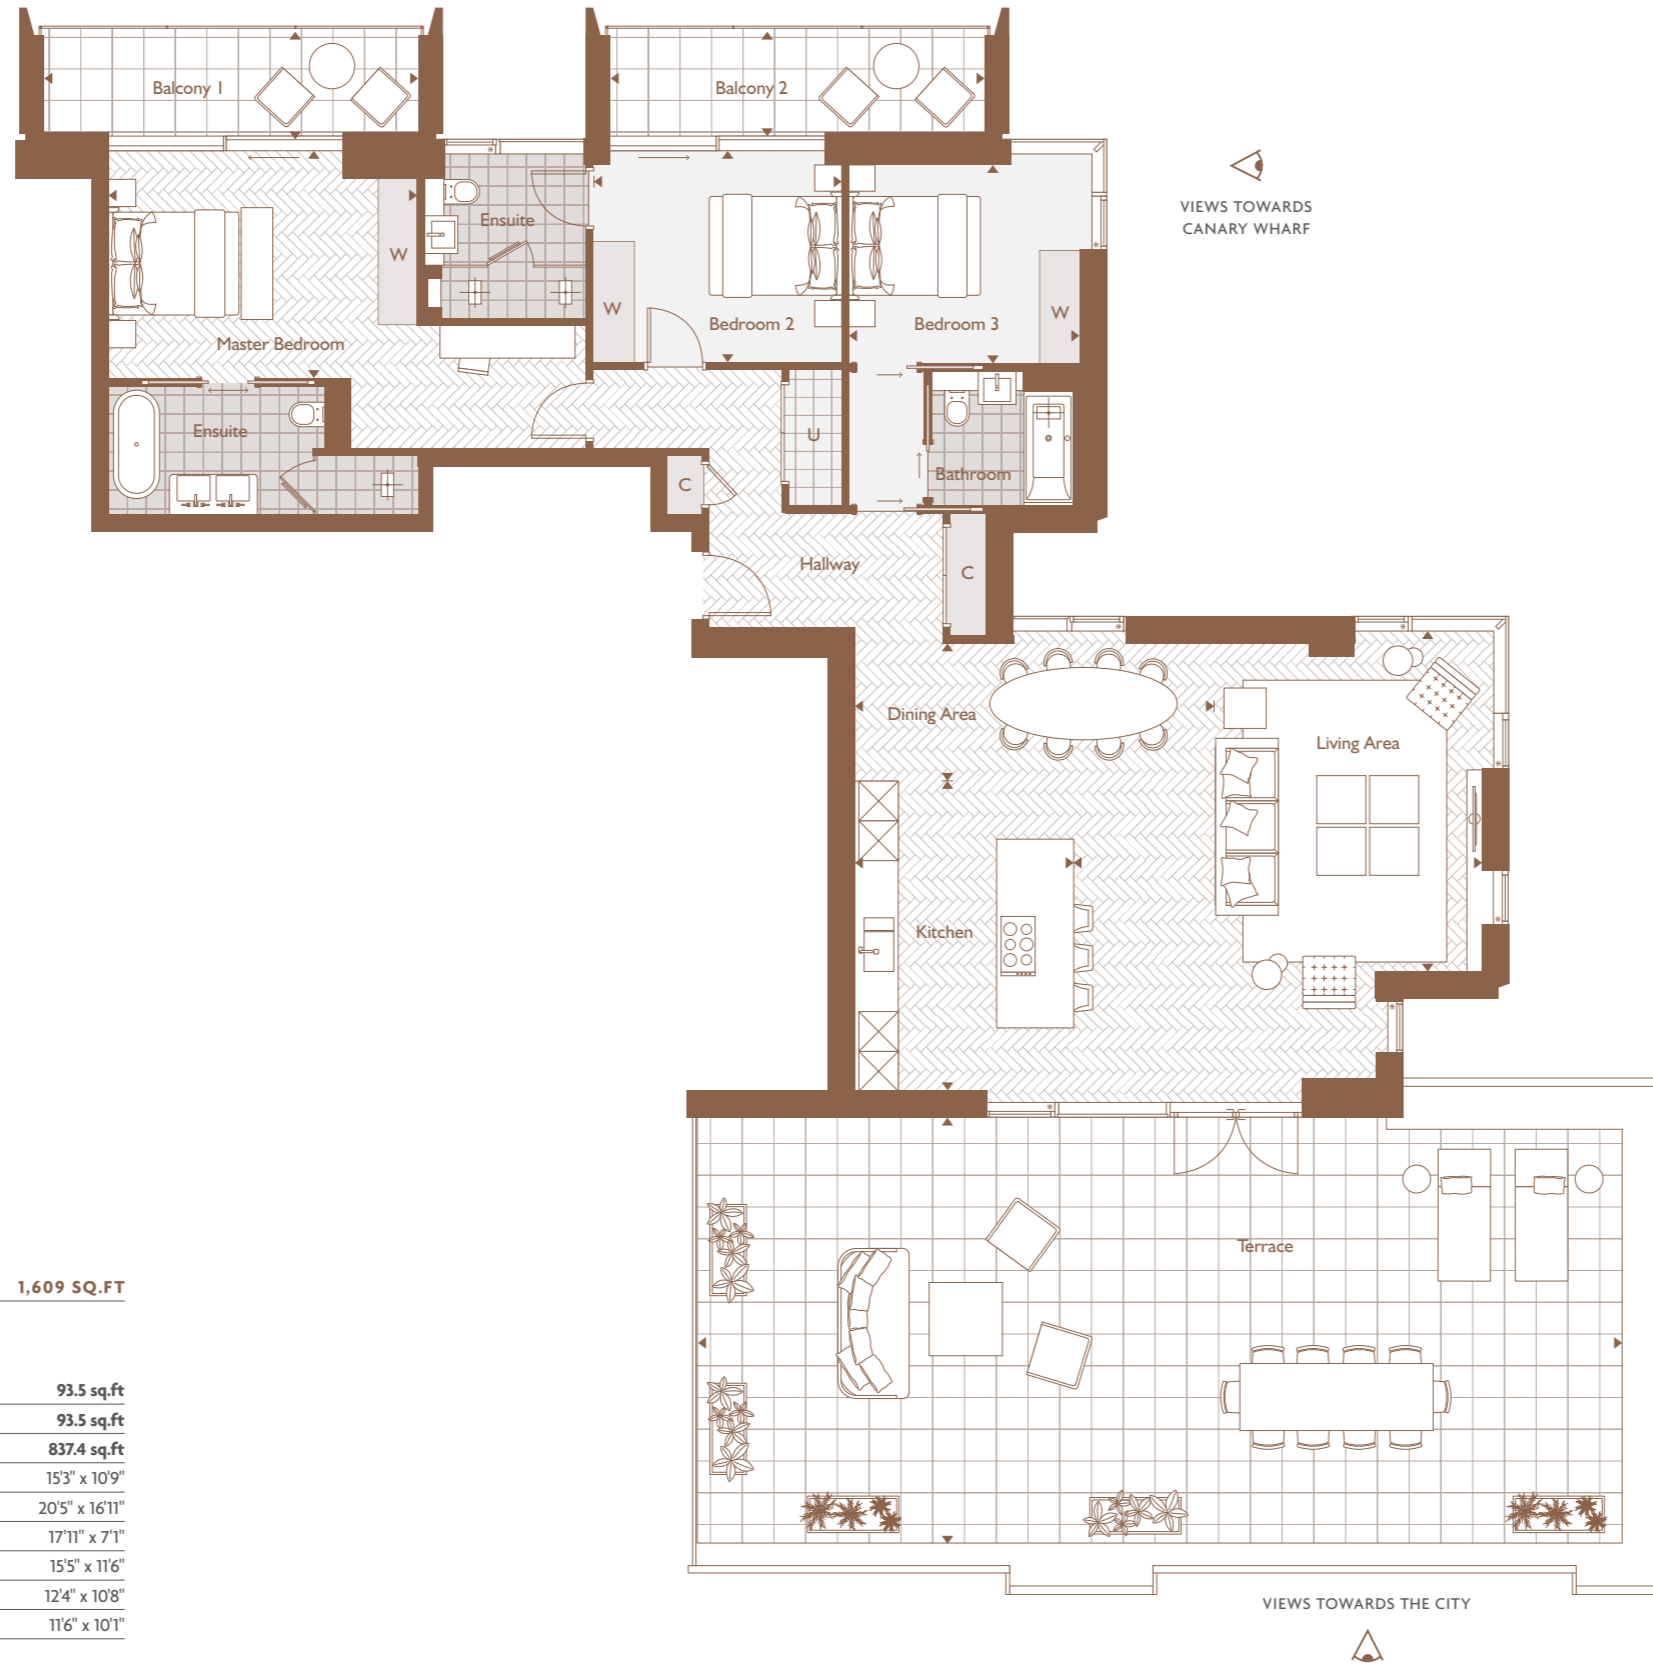 Balcony 1
Balcony 2
VIEWS TOWARDS
CANARY WHARF
Ensuite
W
W
W
Bedroom 2
Bedroom 3
Master Bedroom
Ensuite
U
Bathroom
C
Hallway
C
Dining Area
Living Area
Kitchen
Terrace
1,609 SQ.FT
93.5 sq.ft
93.5 sq.ft
837.4 sq.ft
15'3" x 10'9"
20'5" x 16'11"
17'11" x 7'1"
15'5" x 11'6"
12'4" x 10'8"
11'6" x 10'1"
VIEWS TOWARDS THE CITY